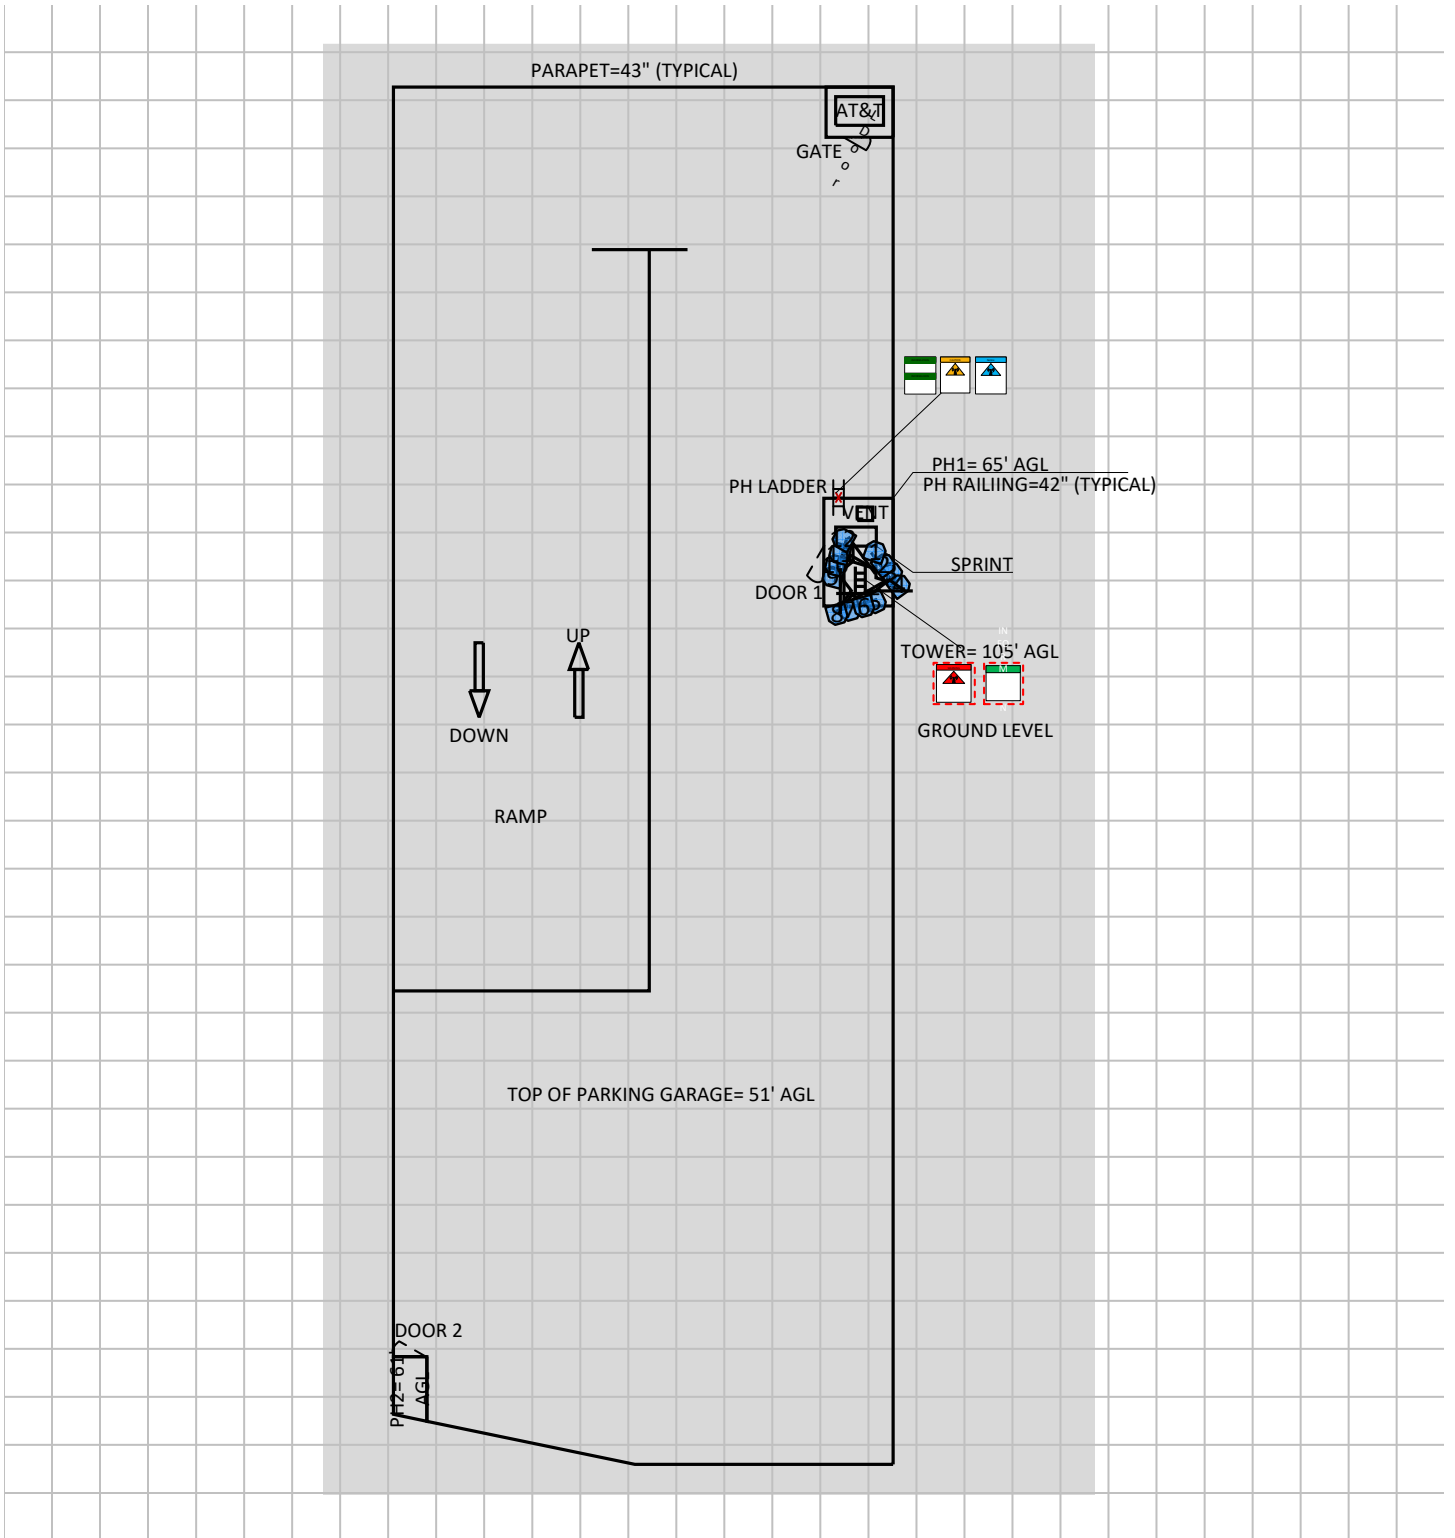 PARAPET=43" (TYPICAL)
AT&T
Door
GATE
PH1= 65' AGL
PH RAILIING=42" (TYPICAL)
PH LADDER
VENT
SPRINT
DOOR 1
UP
TOWER= 105' AGL
GROUND LEVEL
DOWN
RAMP
TOP OF PARKING GARAGE= 51' AGL
DOOR 2
PH2= 61'
AGL